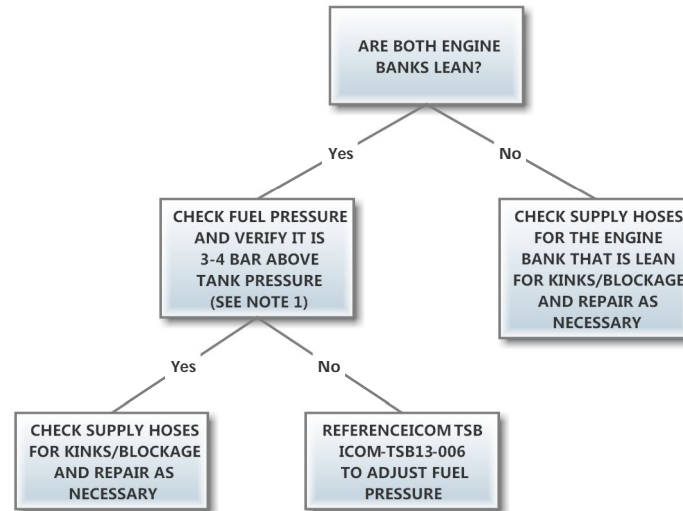 ARE BOTH ENGINE
BANKS LEAN?
Yes
No
CHECK FUEL PRESSURE
AND VERIFY IT IS
3-4 BAR ABOVE
TANK PRESSURE
(SEE NOTE 1)
CHECK SUPPLY HOSES
FOR THE ENGINE
BANK THAT IS LEAN
FOR KINKS/BLOCKAGE
AND REPAIR AS
NECESSARY
Yes
No
CHECK SUPPLY HOSES
FOR KINKS/BLOCKAGE
AND REPAIR AS
NECESSARY
REFERENCEICOM TSB
ICOM-TSB13-006
TO ADJUST FUEL
PRESSURE